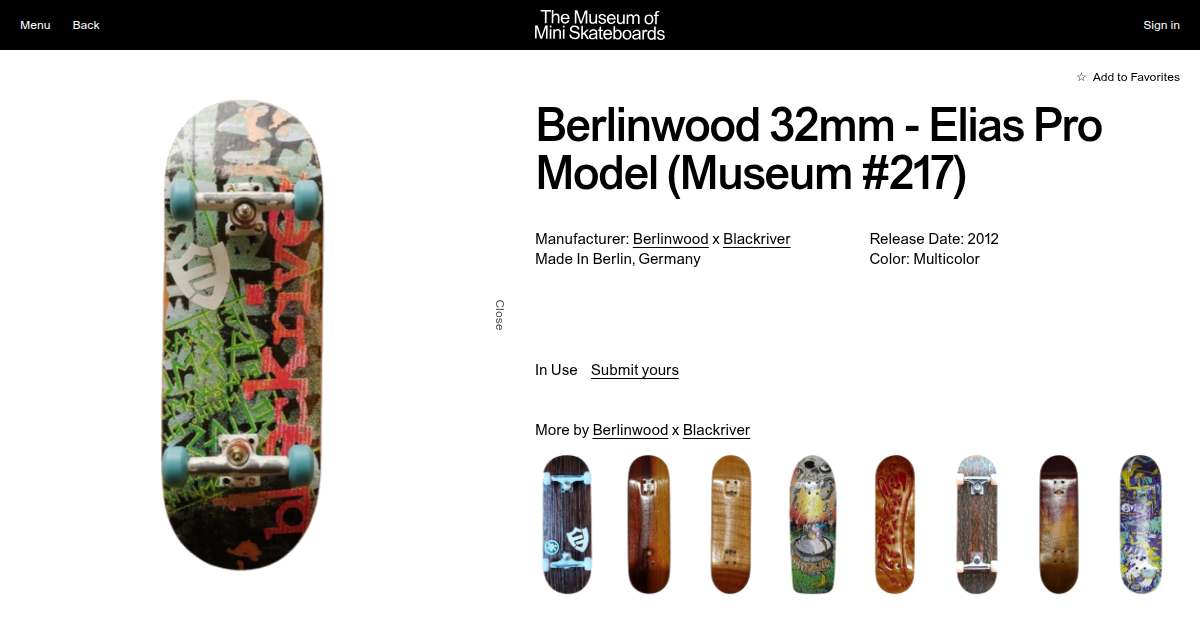 Menu
Back
The Museum of
Mini Skateboards
Sign in
☆ Add to Favorites
Berlinwood 32mm - Elias Pro
Model (Museum #217)
Manufacturer: Berlinwood x Blackriver
Made In Berlin, Germany
Release Date: 2012
Color: Multicolor
Close
In Use Submit yours
More by Berlinwood x Blackriver